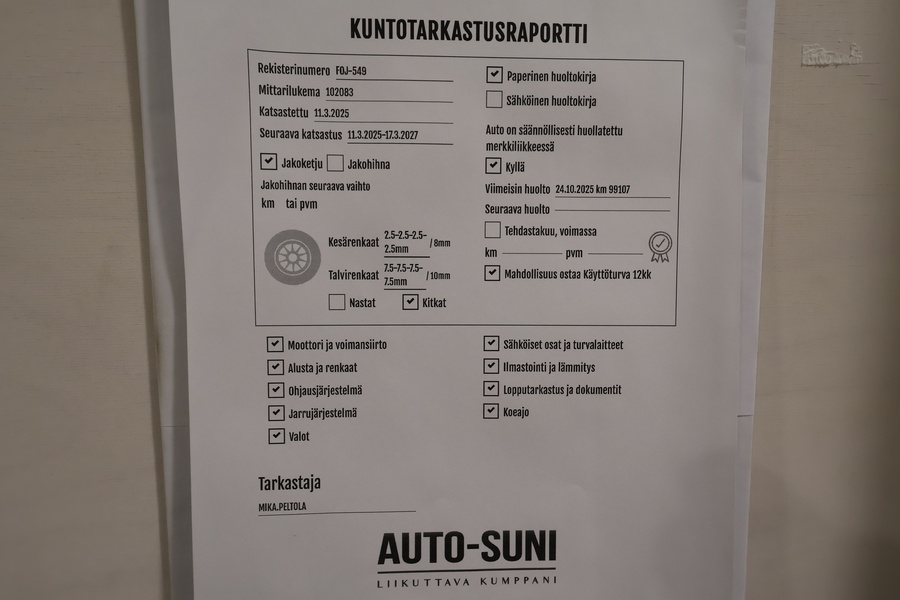 KUNTOTARKASTUSRAPORTTI
Rekisterinumero FOJ-549
Mittarilukema 102083
Katsastettu 11.3.2025
Seuraava katsastus 11.3.2025-17.3.2027
Jakoketju Jakohihna
Jakohihnan seuraava vaihto
km tai pvm
Kesärenkaat 2.5-2.5-2.5-
2.5mm / 8mm
Talvirenkaat 7.5-7.5-7.5-
7.5mm / 10mm
Nastat Kitkat
Paperinen huoltokirja
Sähköinen huoltokirja
Auto on säännöllisesti huollatettu
merkkiliikkeessä
Kyllä
Viimeisin huolto 24.10.2025 km 99107
Seuraava huolto
Tehdastakuu, voimassa
km pvm
Mahdollisuus ostaa Käyttöturva 12kk
Moottori ja voimansiirto
Alusta ja renkaat
Ohjausjärjestelmä
Jarrujärjestelmä
Valot
Sähköiset osat ja turvalaitteet
Ilmastointi ja lämmitys
Lopputarkastus ja dokumentit
Koeajo
Tarkastaja
MIKA.PELTOLA
AUTO-SUNI
LIIKUTTAVA KUMPPANI